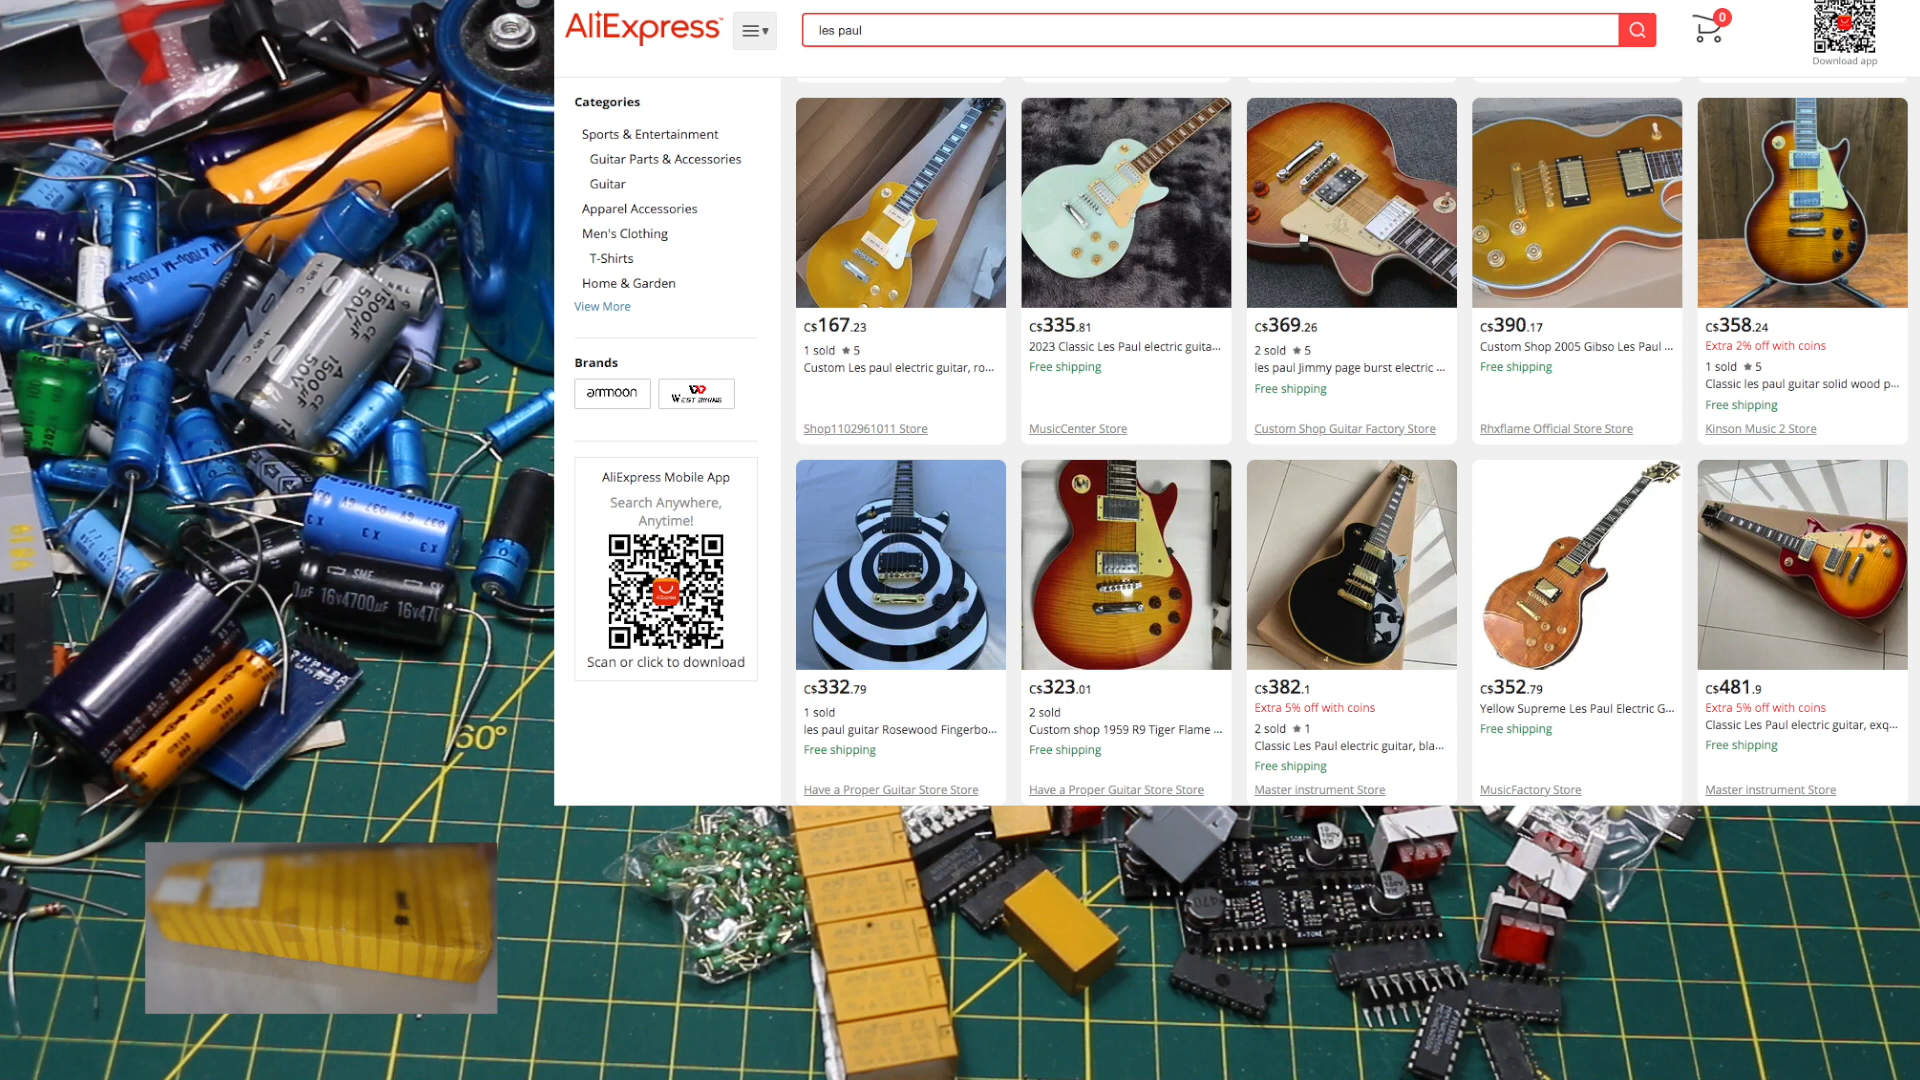 AliExpress
les paul
0
Download app
Categories
Sports & Entertainment
Guitar Parts & Accessories
Guitar
Apparel Accessories
Men's Clothing
T-Shirts
Home & Garden
View More
Brands
ammoon
WEST BIKING
AliExpress Mobile App
Search Anywhere,
Anytime!
Scan or click to download
C$167.23
1 sold ★ 5
Custom Les paul electric guitar, ro...
Shop1102961011 Store
C$335.81
2023 Classic Les Paul electric guita...
Free shipping
MusicCenter Store
C$369.26
2 sold ★ 5
les paul Jimmy page burst electric ...
Free shipping
Custom Shop Guitar Factory Store
C$390.17
Custom Shop 2005 Gibso Les Paul ...
Free shipping
Rhxflame Official Store Store
C$358.24
Extra 2% off with coins
1 sold ★ 5
Classic les paul guitar solid wood p...
Free shipping
Kinson Music 2 Store
C$332.79
1 sold
les paul guitar Rosewood Fingerbo...
Free shipping
Have a Proper Guitar Store Store
C$323.01
2 sold
Custom shop 1959 R9 Tiger Flame ...
Free shipping
Have a Proper Guitar Store Store
C$382.1
Extra 5% off with coins
2 sold ★ 1
Classic Les Paul electric guitar, bla...
Free shipping
Master instrument Store
C$352.79
Yellow Supreme Les Paul Electric G...
Free shipping
MusicFactory Store
C$481.9
Extra 5% off with coins
Classic Les Paul electric guitar, exq...
Free shipping
Master instrument Store
4700µ-M
1500µF
50V
1500µF
50V
SME
16V4700µF 16V47
60°
X-TONE